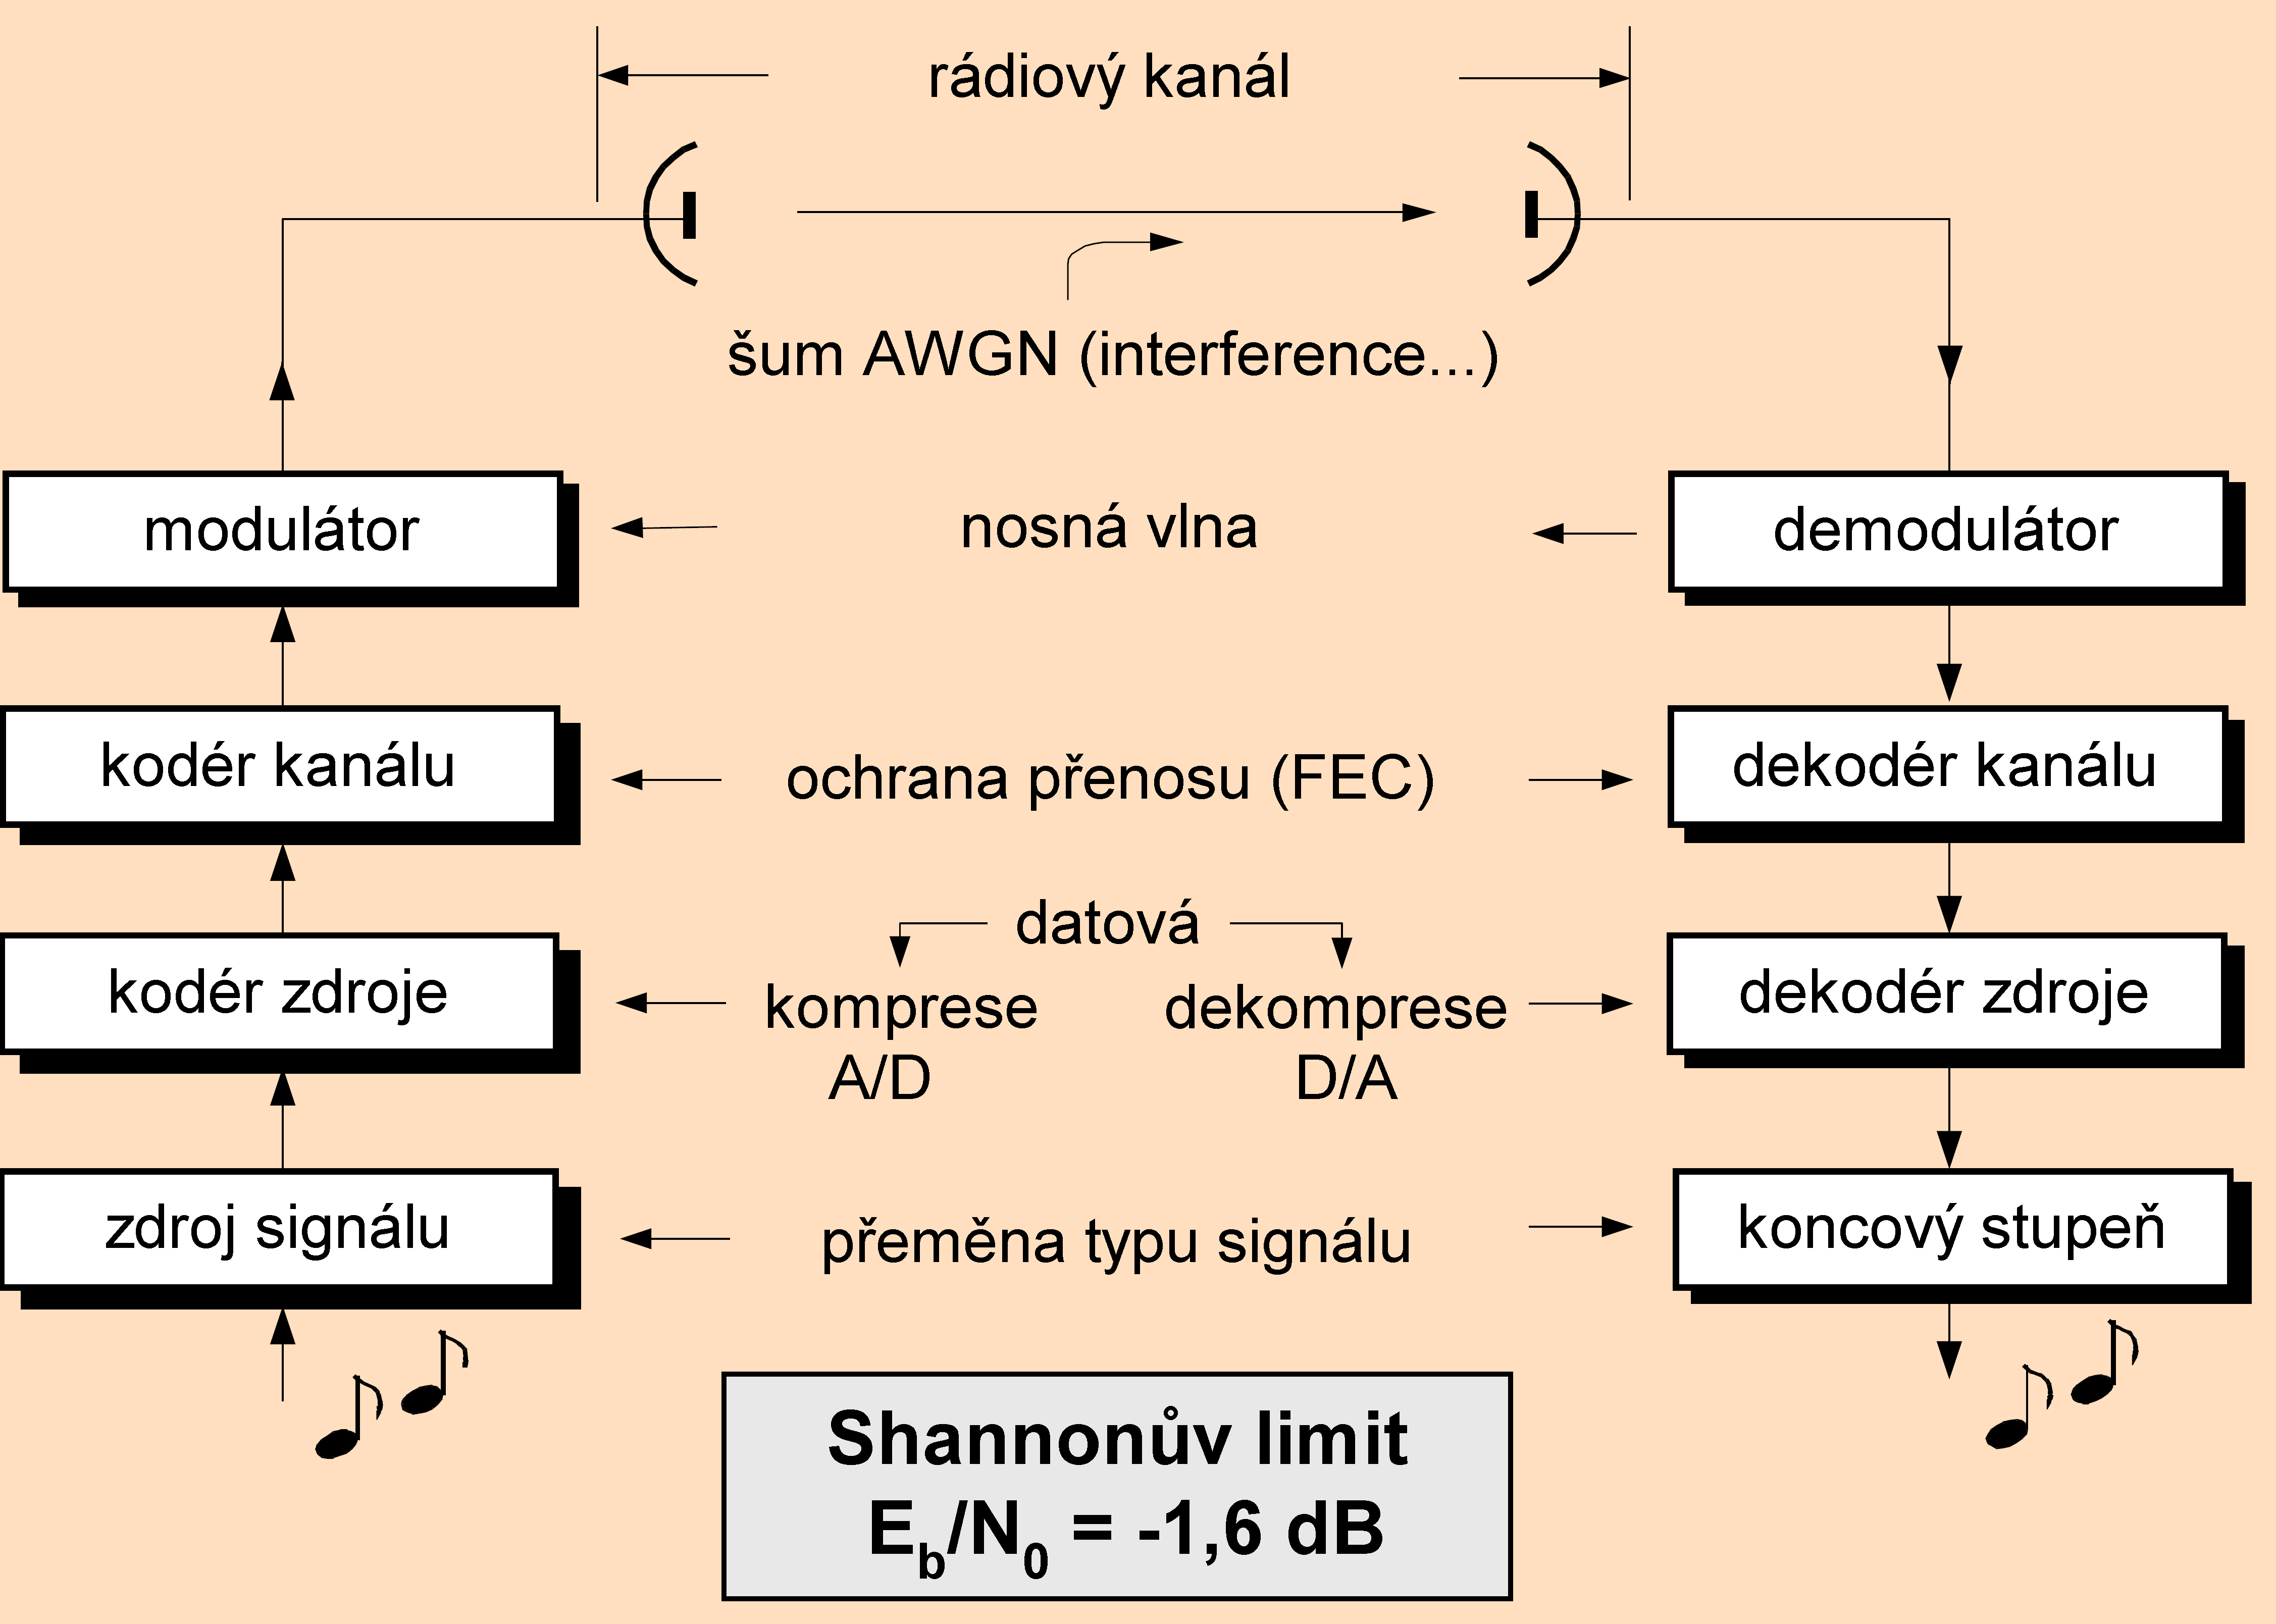 rádiový kanál
šum AWGN (interference...)
modulátor
nosná vlna
demodulátor
kodér kanálu
ochrana přenosu (FEC)
dekodér kanálu
datová
kodér zdroje
komprese
dekomprese
dekodér zdroje
A/D
D/A
zdroj signálu
přeměna typu signálu
koncový stupeň
Shannonův limit
E_b/N_0 = -1,6 dB